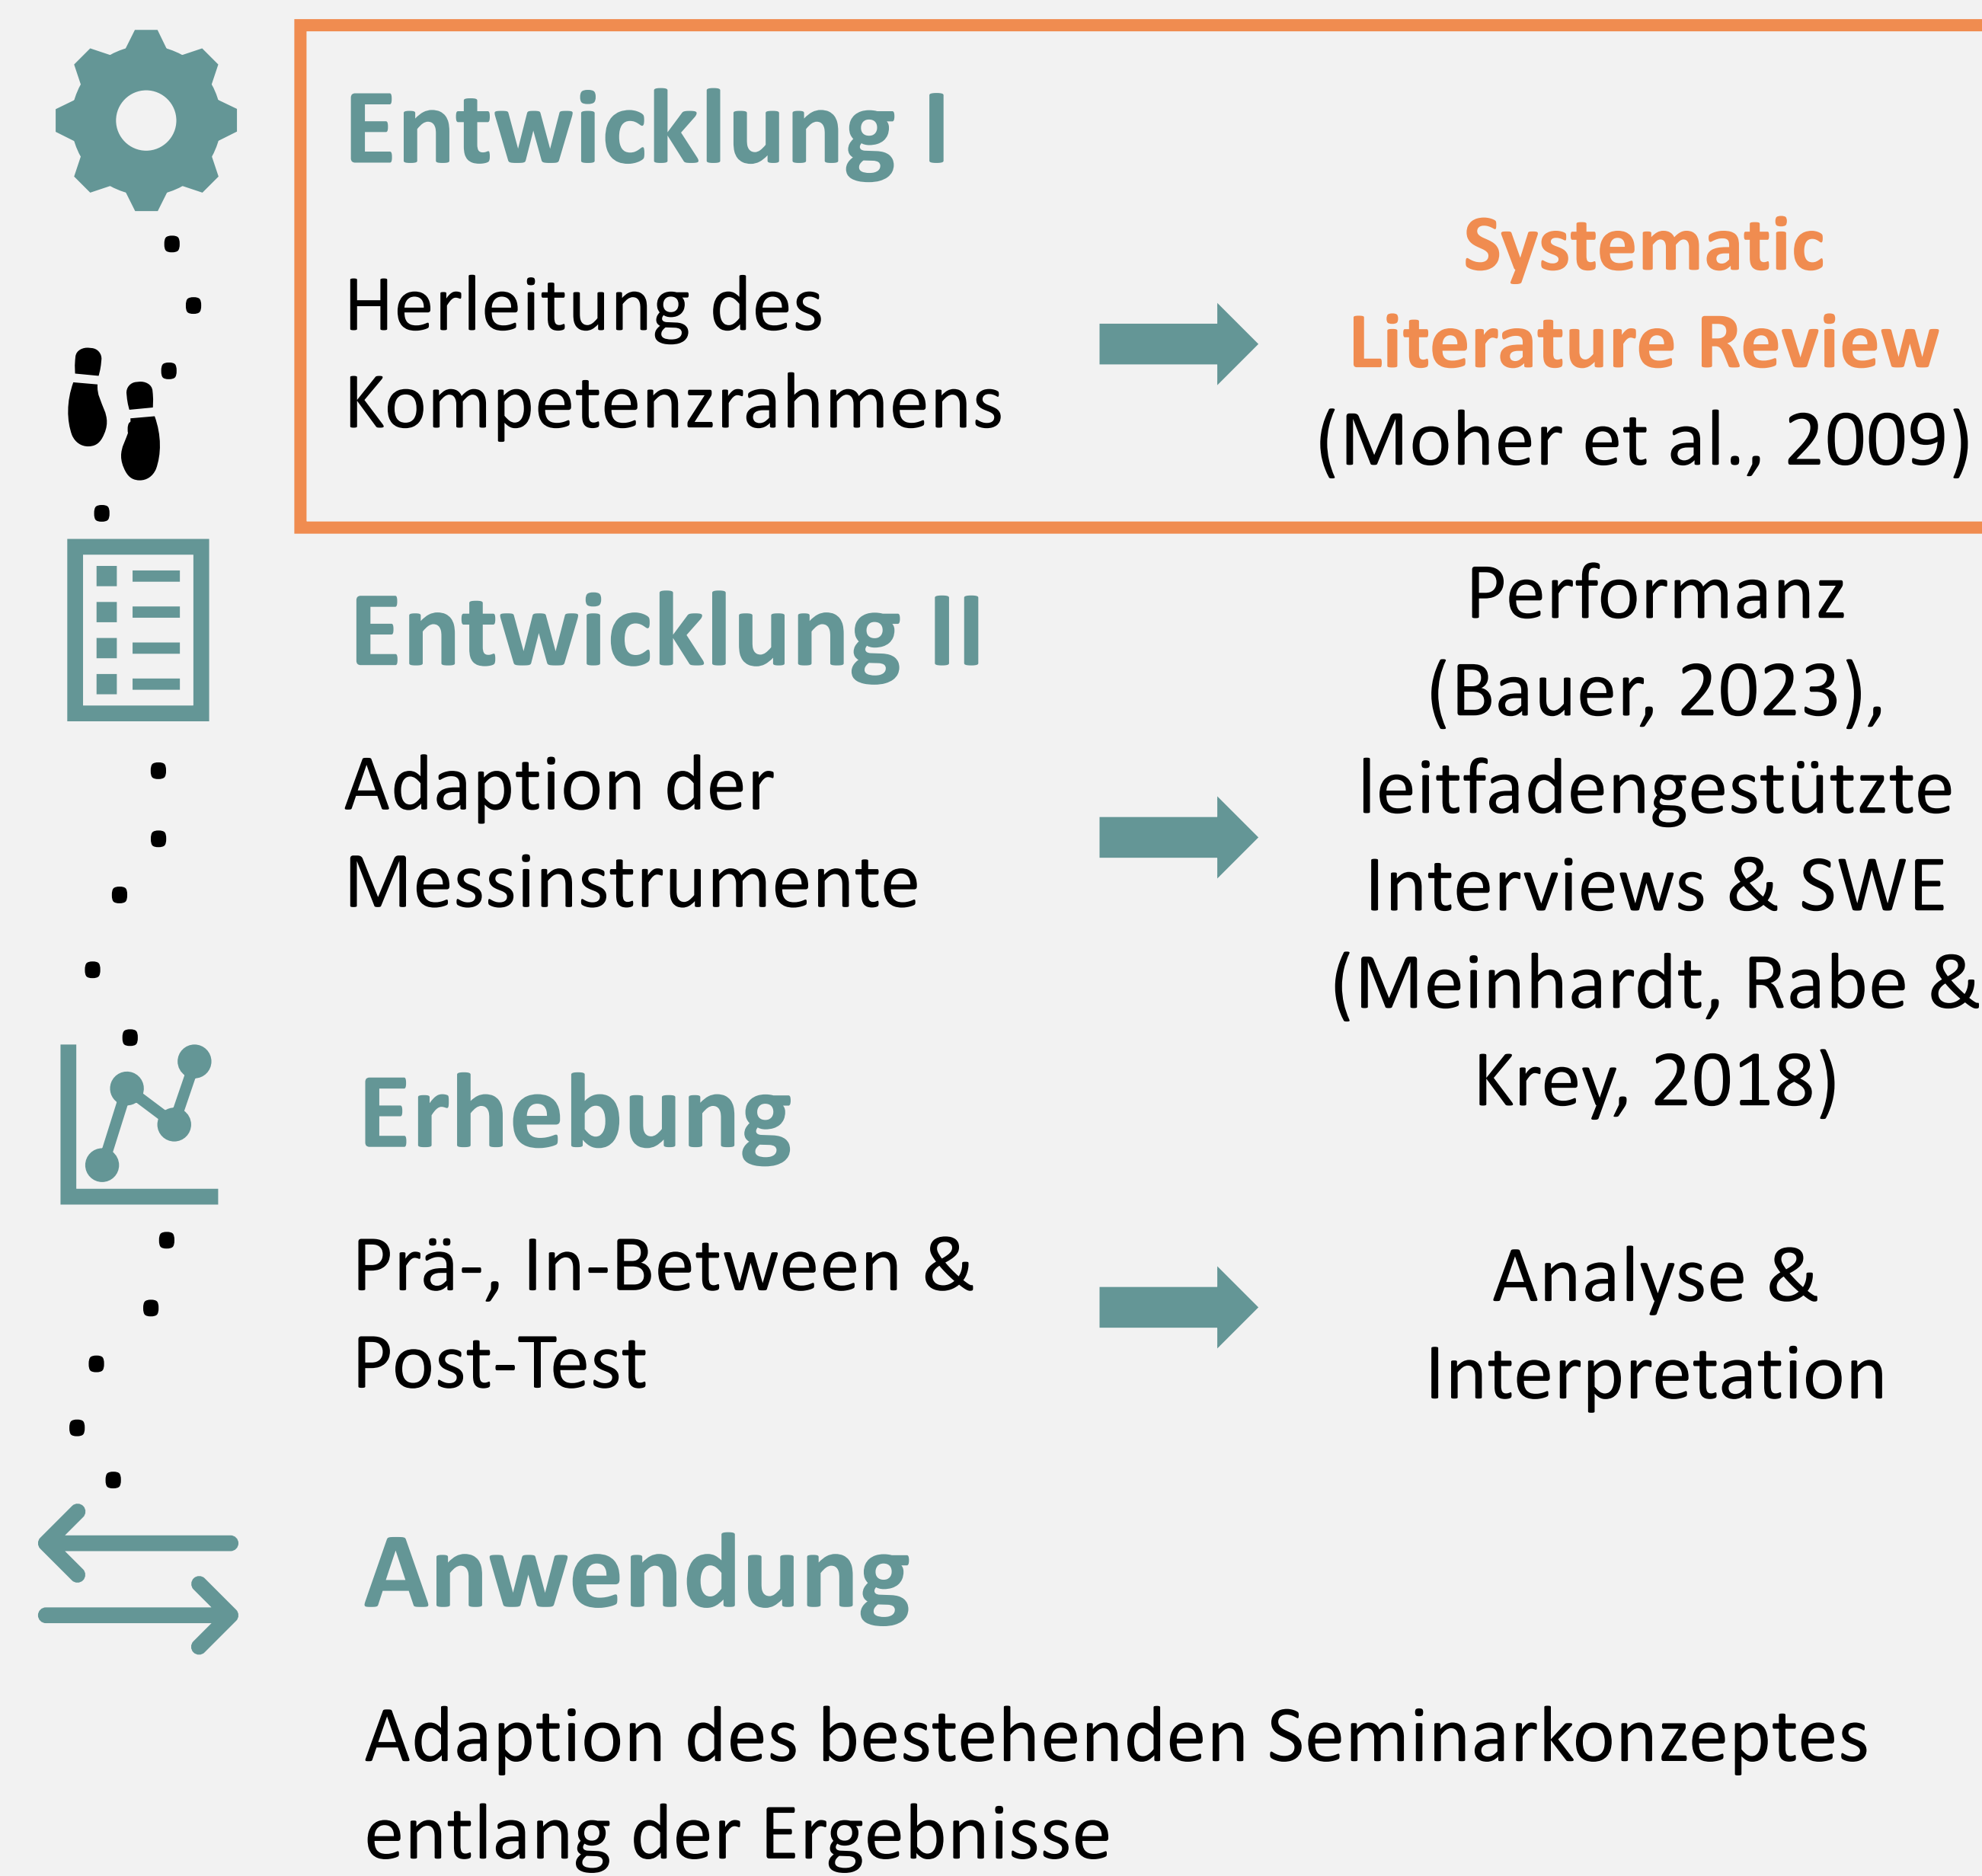 Entwicklung I
Herleitung des
Kompetenzrahmens
Systematic
Literature Review
(Moher et al., 2009)
Entwicklung II
Adaption der
Messinstrumente
Performanz
(Bauer, 2023),
leitfadengestützte
Interviews & SWE
(Meinhardt, Rabe &
Krey, 2018)
Erhebung
Prä-, In-Between &
Post-Test
Analyse &
Interpretation
Anwendung
Adaption des bestehenden Seminarkonzeptes
entlang der Ergebnisse